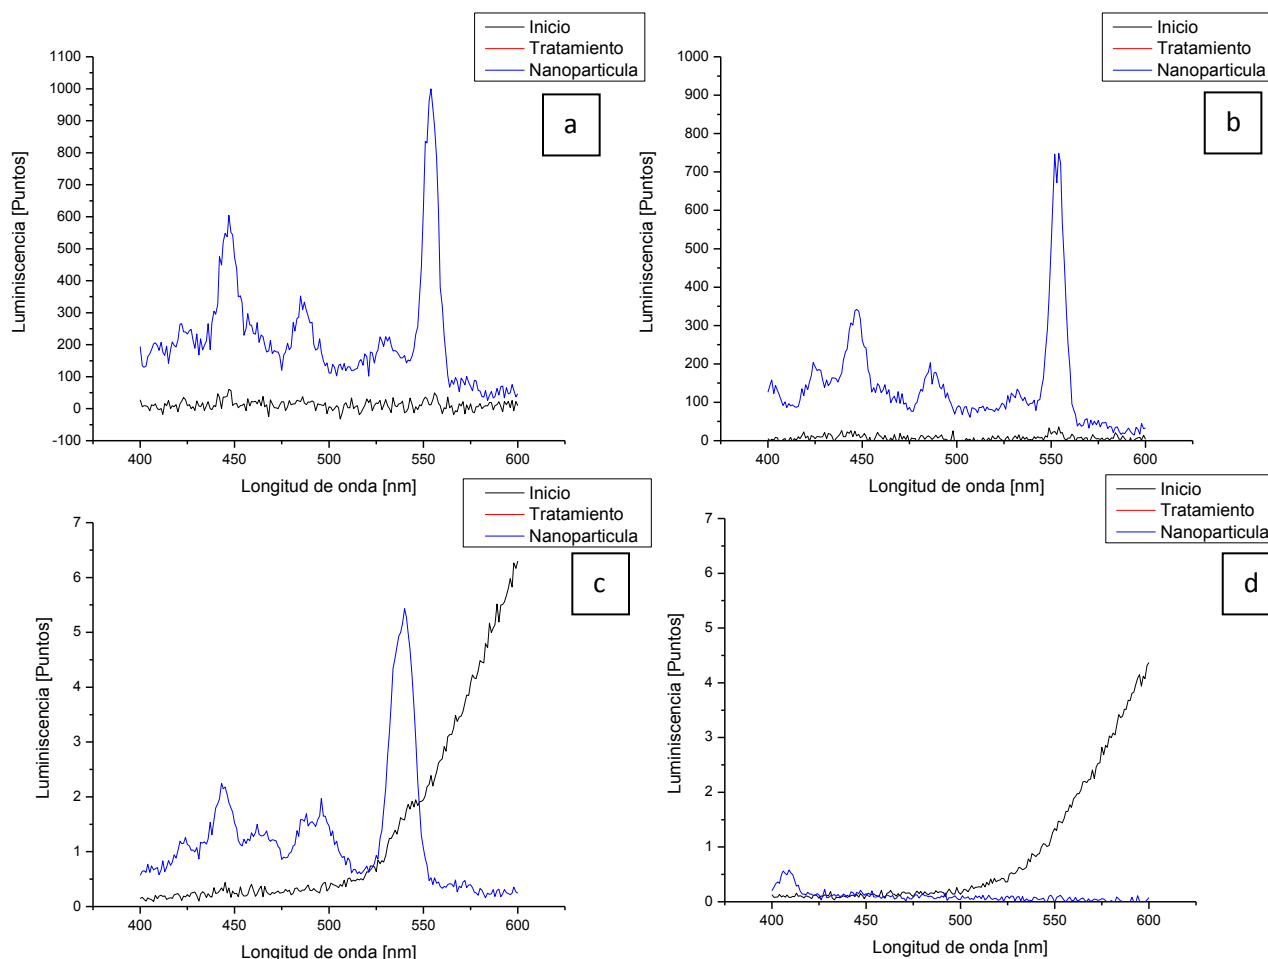 Inicio
Tratamiento
Nanoparticula
a
1100
1000
900
800
700
600
500
400
300
200
100
0
-100
Luminiscencia [Puntos]
400
450
500
550
600
Longitud de onda [nm]
Inicio
Tratamiento
Nanoparticula
b
1000
900
800
700
600
500
400
300
200
100
0
Luminiscencia [Puntos]
400
450
500
550
600
Longitud de onda [nm]
Inicio
Tratamiento
Nanoparticula
c
7
6
5
4
3
2
1
0
Luminiscencia [Puntos]
400
450
500
550
600
Longitud de onda [nm]
Inicio
Tratamiento
Nanoparticula
d
7
6
5
4
3
2
1
0
Luminiscencia [Puntos]
400
450
500
550
600
Longitud de onda [nm]